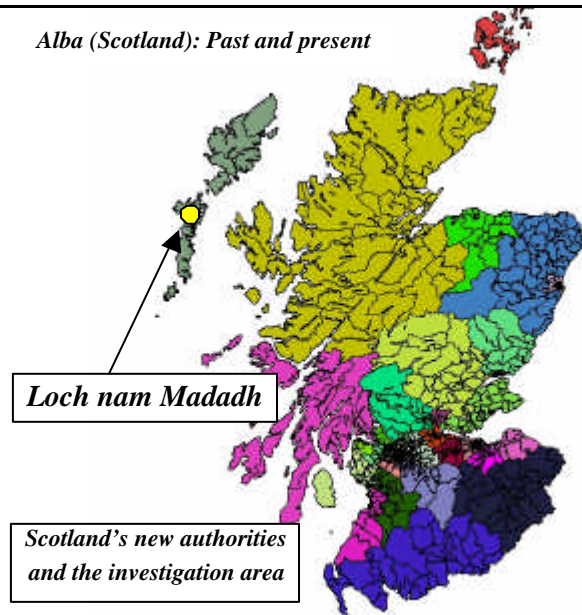 Alba (Scotland): Past and present
Loch nam Madadh
Scotland's new authorities
and the investigation area